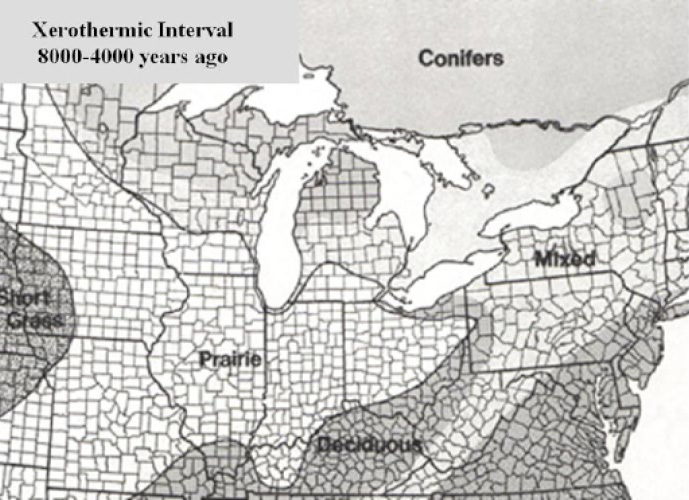 Xerothermic Interval
8000-4000 years ago
Conifers
Mixed
Short
Grass
Prairie
Deciduous